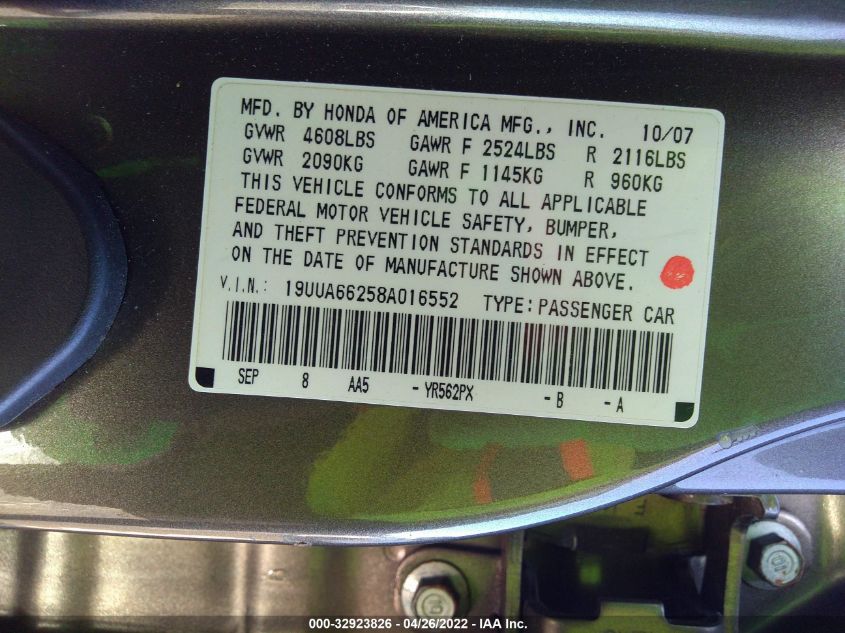 MFD. BY HONDA OF AMERICA MFG., INC. 10/07
GVWR 4608LBS GAWR F 2524LBS R 2116LBS
GVWR 2090KG GAWR F 1145KG R 960KG
THIS VEHICLE CONFORMS TO ALL APPLICABLE
FEDERAL MOTOR VEHICLE SAFETY, BUMPER,
AND THEFT PREVENTION STANDARDS IN EFFECT
ON THE DATE OF MANUFACTURE SHOWN ABOVE.
V.I.N.: 19UUA66258A016552 TYPE:PASSENGER CAR
SEP 8 AA5 -YR562PX -B -A
000-32923826 - 04/26/2022 - IAA Inc.